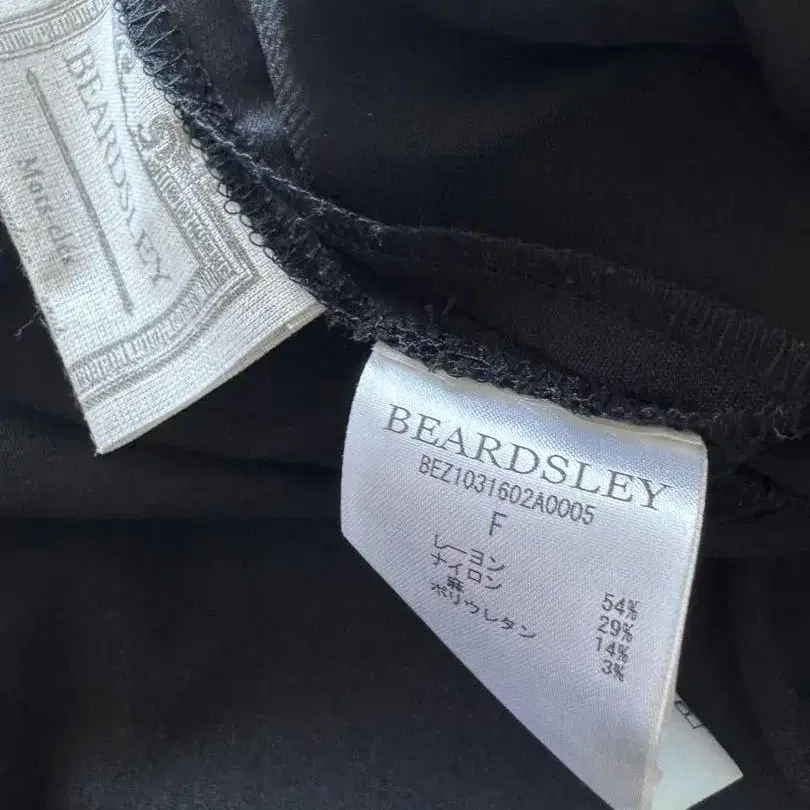 BEARDSLEY
BEARDSLEY
BEZ1031602A0005
F
レーヨン 54%
ナイロン 29%
麻 14%
ポリウレタン 3%